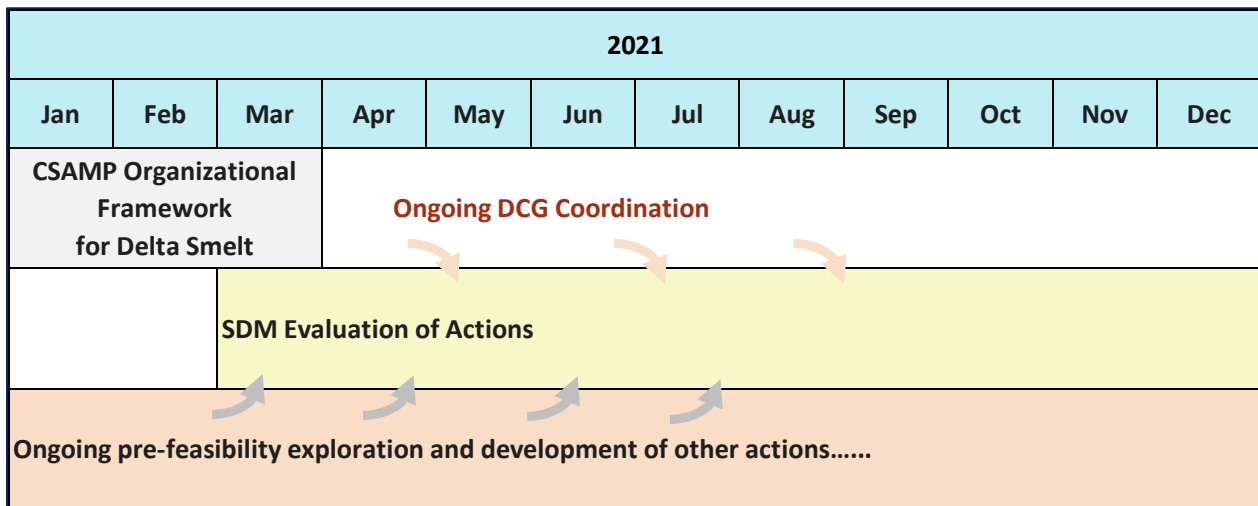 2021
Jan Feb Mar Apr May Jun Jul Aug Sep Oct Nov Dec
CSAMP Organizational
Framework
for Delta Smelt
Ongoing DCG Coordination
SDM Evaluation of Actions
Ongoing pre-feasibility exploration and development of other actions…...